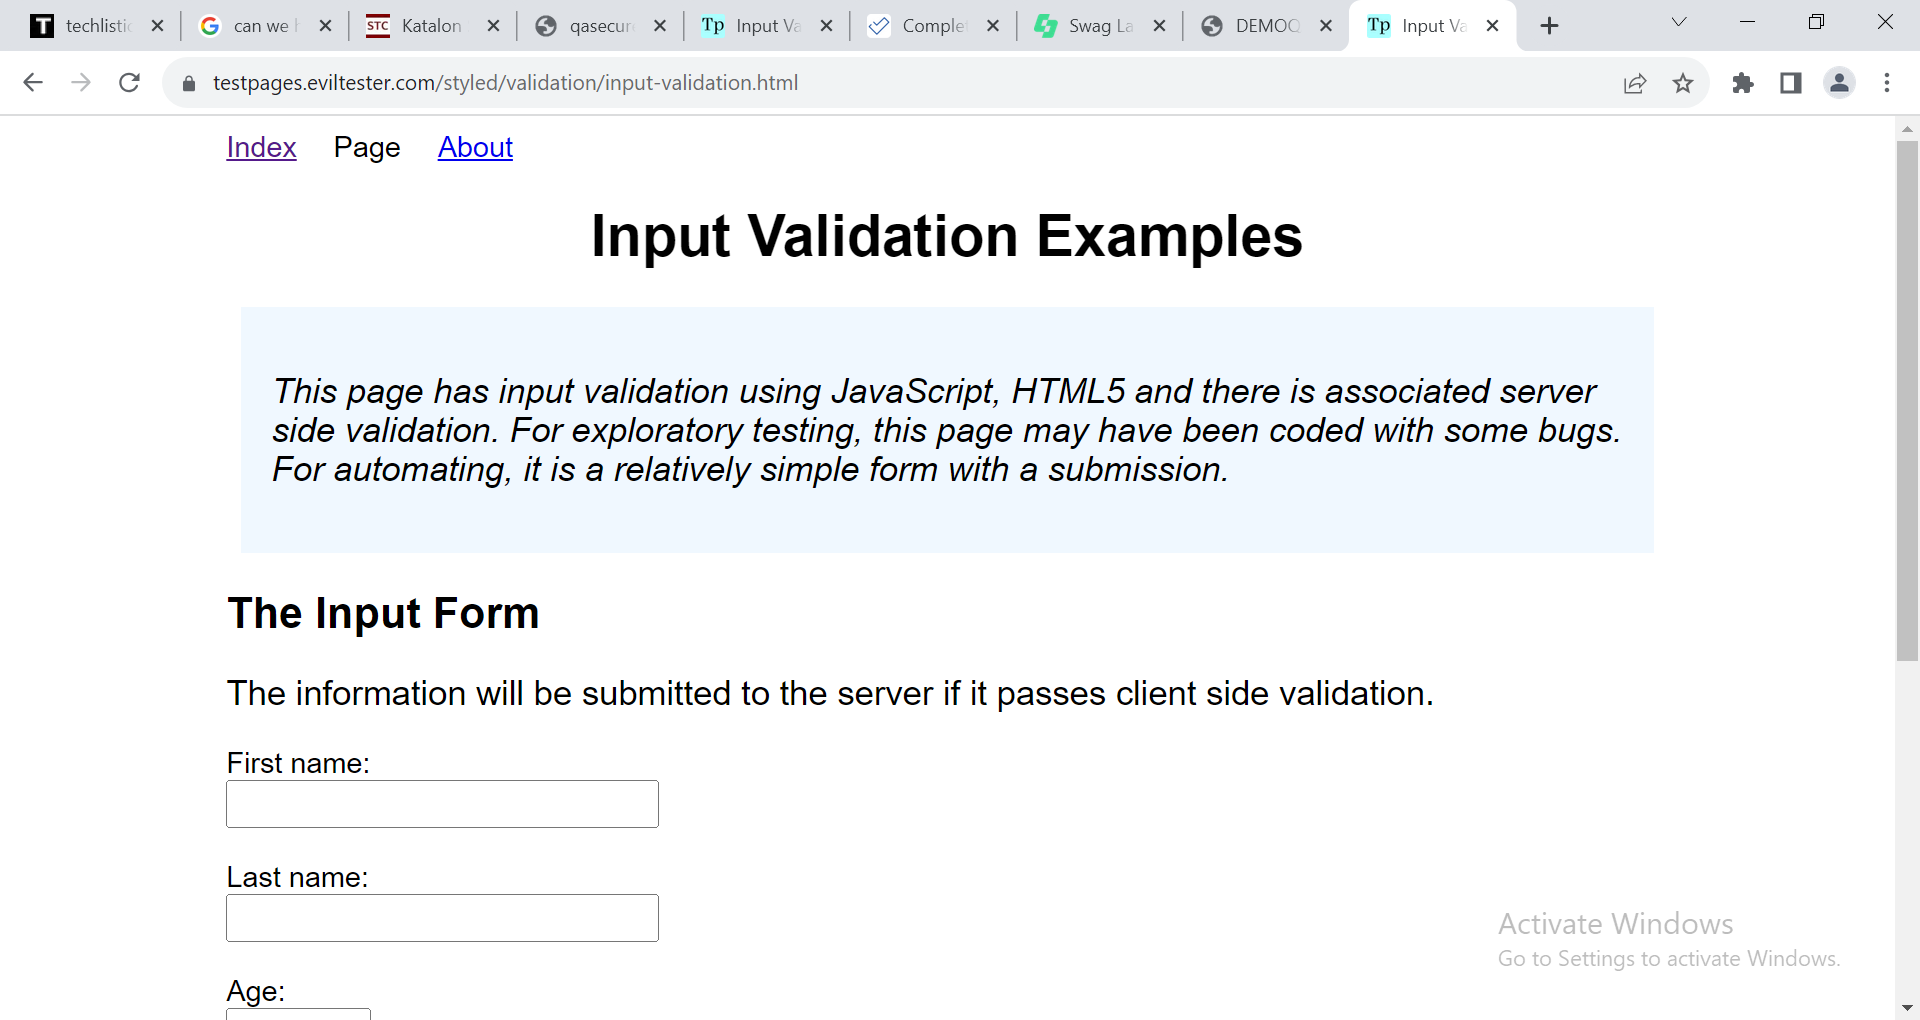 techlisti
can we
STC Katalon
qasecur
Tp Input Va
Comple
Swag La
DEMOQ
Tp Input Va
testpages.eviltester.com/styled/validation/input-validation.html
Index Page About
Input Validation Examples
This page has input validation using JavaScript, HTML5 and there is associated server
side validation. For exploratory testing, this page may have been coded with some bugs.
For automating, it is a relatively simple form with a submission.
The Input Form
The information will be submitted to the server if it passes client side validation.
First name:
Last name:
Age:
Activate Windows
Go to Settings to activate Windows.